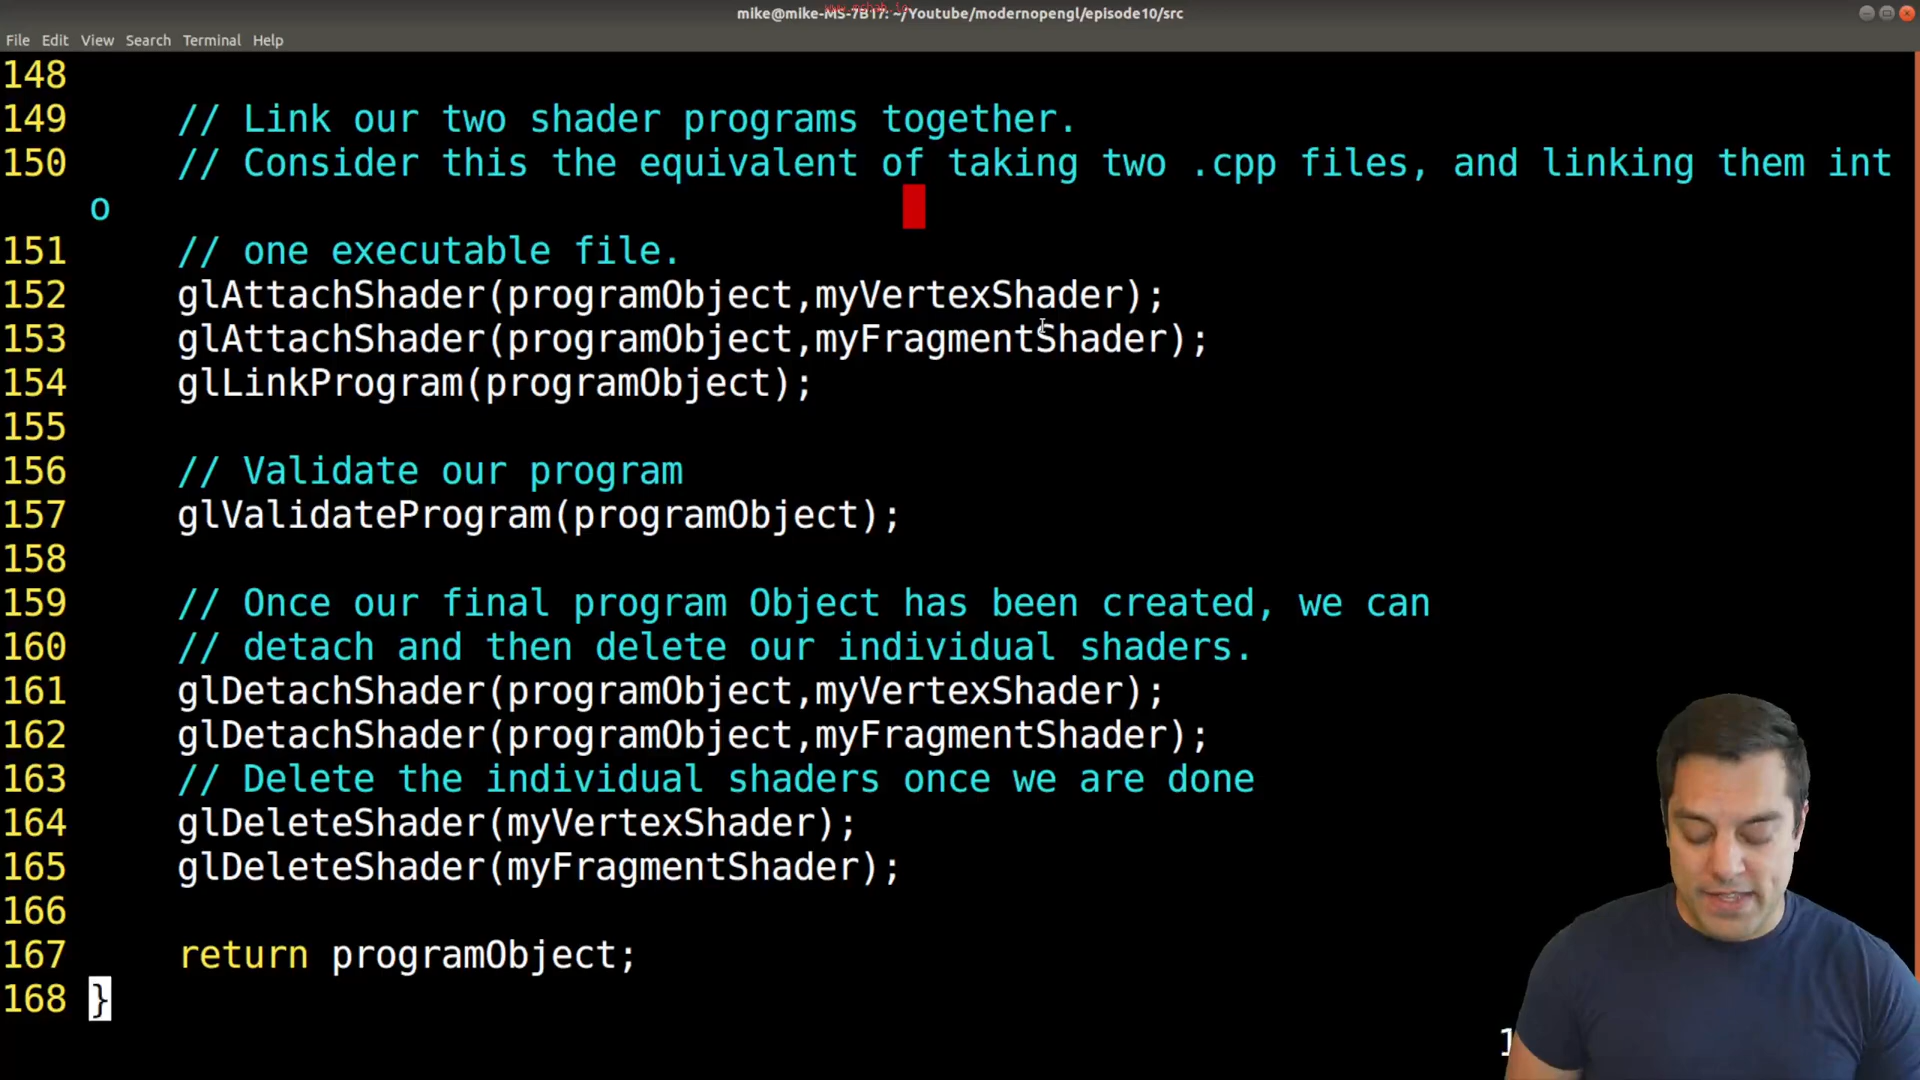 www.mshah.io
mike@mike-MS-7B17: ~/Youtube/modernopengl/episode10/src
File Edit View Search Terminal Help
148
149 // Link our two shader programs together.
150 // Consider this the equivalent of taking two .cpp files, and linking them int
o
151 // one executable file.
152 glAttachShader(programObject,myVertexShader);
153 glAttachShader(programObject,myFragmentShader);
154 glLinkProgram(programObject);
155
156 // Validate our program
157 glValidateProgram(programObject);
158
159 // Once our final program Object has been created, we can
160 // detach and then delete our individual shaders.
161 glDetachShader(programObject,myVertexShader);
162 glDetachShader(programObject,myFragmentShader);
163 // Delete the individual shaders once we are done
164 glDeleteShader(myVertexShader);
165 glDeleteShader(myFragmentShader);
166
167 return programObject;
168 }